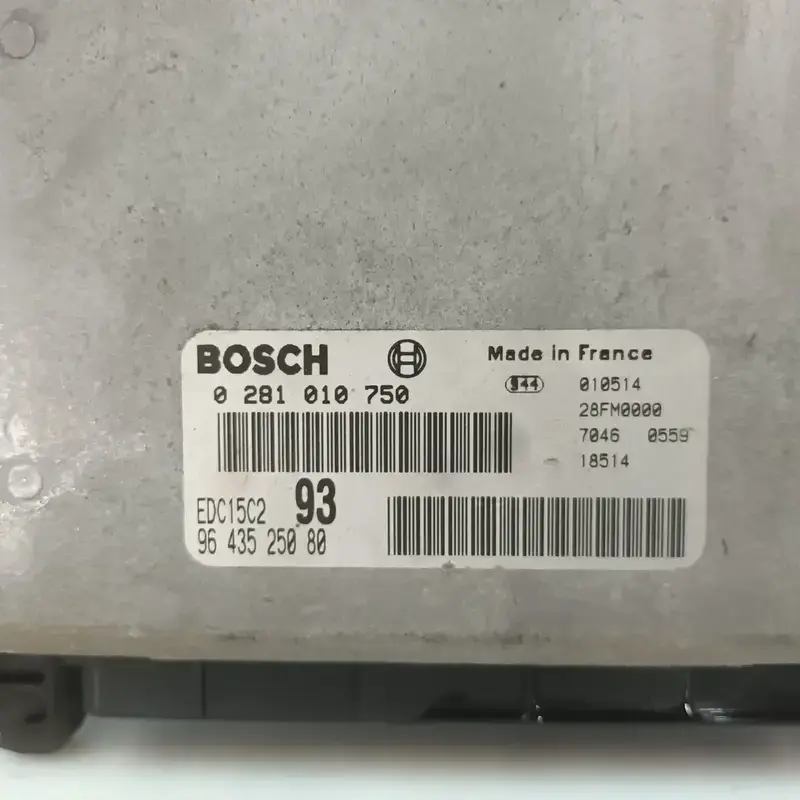 BOSCH
Made in France
0 281 010 750
944
010514
28FM0000
7046 0559
18514
EDC15C2 93
96 435 250 80